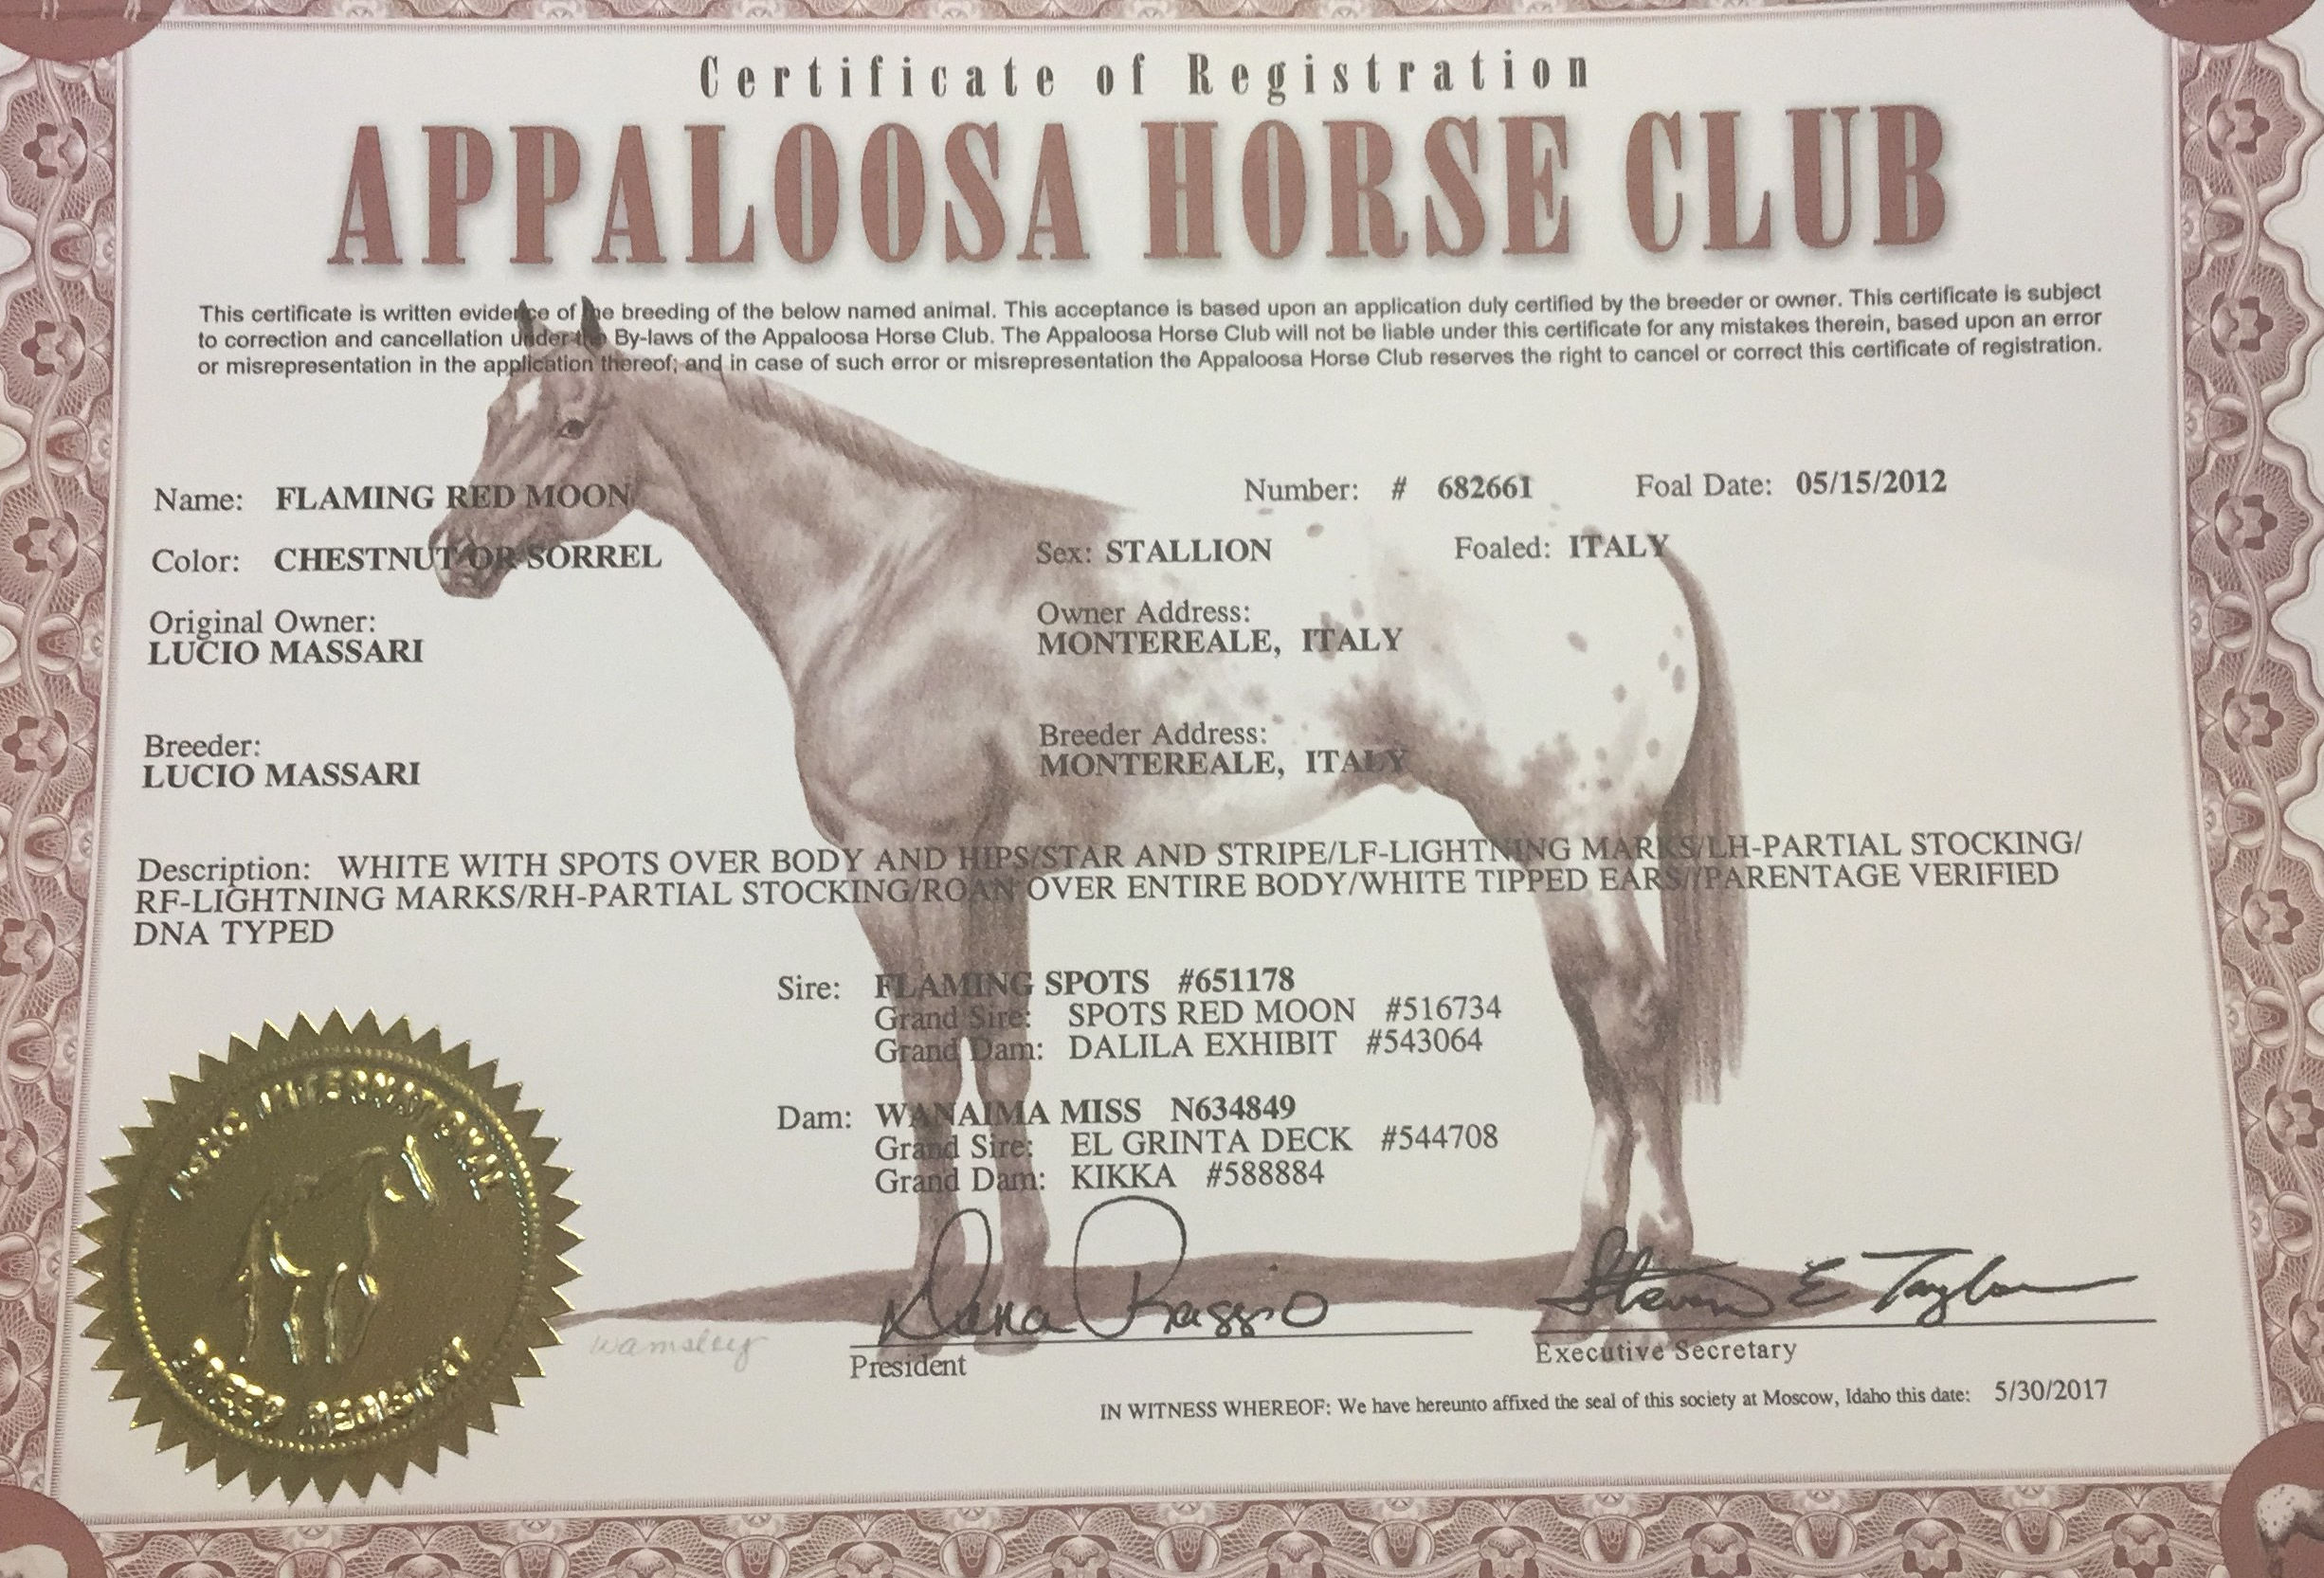 Certificate of Registration
APPALOOSA HORSE CLUB
This certificate is written evidence of the breeding of the below named animal. This acceptance is based upon an application duly certified by the breeder or owner. This certificate is subject
to correction and cancellation under the By-laws of the Appaloosa Horse Club. The Appaloosa Horse Club will not be liable under this certificate for any mistakes therein, based upon an error
or misrepresentation in the application thereof; and in case of such error or misrepresentation the Appaloosa Horse Club reserves the right to cancel or correct this certificate of registration.
Name: FLAMING RED MOON Number: # 682661 Foal Date: 05/15/2012
Color: CHESTNUT OR SORREL Sex: STALLION Foaled: ITALY
Original Owner: Owner Address:
LUCIO MASSARI MONTEREALE, ITALY
Breeder: Breeder Address:
LUCIO MASSARI MONTEREALE, ITALY
Description: WHITE WITH SPOTS OVER BODY AND HIPS/STAR AND STRIPE/LF-LIGHTNING MARKS/LH-PARTIAL STOCKING/
RF-LIGHTNING MARKS/RH-PARTIAL STOCKING/ROAN OVER ENTIRE BODY/WHITE TIPPED EARS//PARENTAGE VERIFIED
DNA TYPED
Sire: FLAMING SPOTS #651178
Grand Sire: SPOTS RED MOON #516734
Grand Dam: DALILA EXHIBIT #543064
Dam: WANAIMA MISS N634849
Grand Sire: EL GRINTA DECK #544708
Grand Dam: KIKKA #588884
INTERNATIONAL
BREED REGISTRY
Wamsley
Dana Raggio Steven E Taylor
President Executive Secretary
IN WITNESS WHEREOF: We have hereunto affixed the seal of this society at Moscow, Idaho this date: 5/30/2017